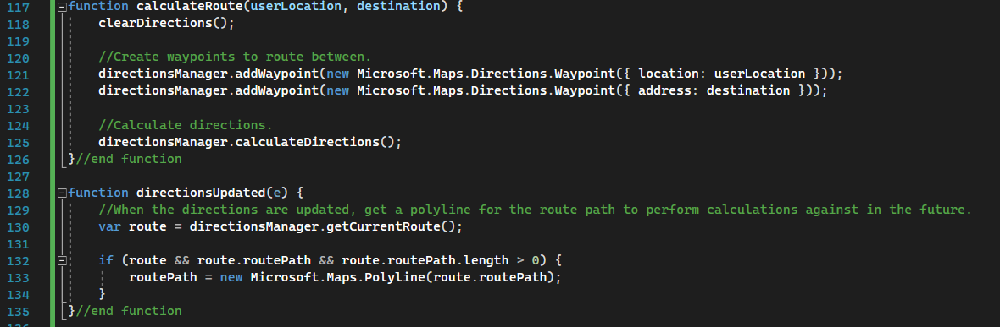 117 function calculateRoute(userLocation, destination) {
118     clearDirections();
119
120     //Create waypoints to route between.
121     directionsManager.addWaypoint(new Microsoft.Maps.Directions.Waypoint({ location: userLocation }));
122     directionsManager.addWaypoint(new Microsoft.Maps.Directions.Waypoint({ address: destination }));
123
124     //Calculate directions.
125     directionsManager.calculateDirections();
126 }//end function
127
128 function directionsUpdated(e) {
129     //When the directions are updated, get a polyline for the route path to perform calculations against in the future.
130     var route = directionsManager.getCurrentRoute();
131
132     if (route && route.routePath && route.routePath.length > 0) {
133         routePath = new Microsoft.Maps.Polyline(route.routePath);
134     }
135 }//end function